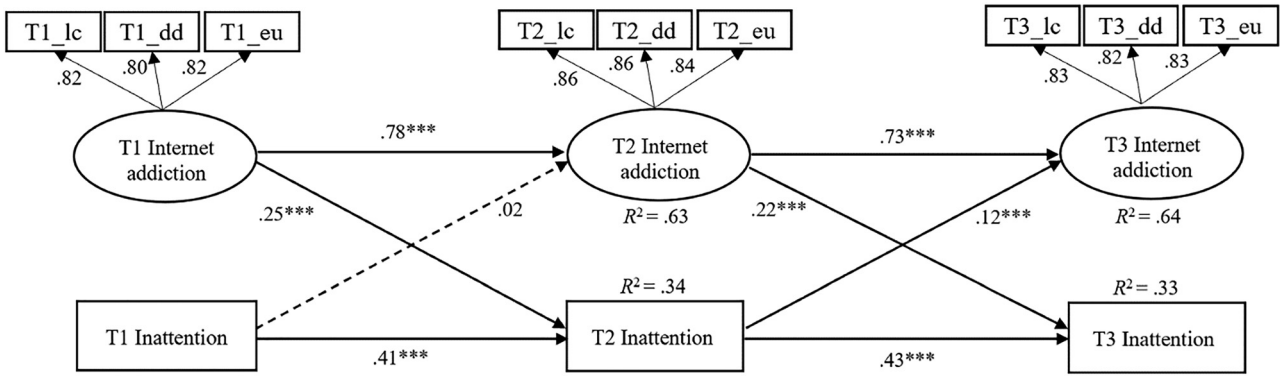 T1_lc T1_dd T1_eu T2_lc T2_dd T2_eu T3_lc T3_dd T3_eu
.82 .80 .82 .86 .86 .84 .83 .82 .83
T1 Internet
addiction
.78***
T2 Internet
addiction
.73***
T3 Internet
addiction
.25*** .02 R² = .63 .22*** .12*** R² = .64
R² = .34 R² = .33
T1 Inattention
.41***
T2 Inattention
.43***
T3 Inattention